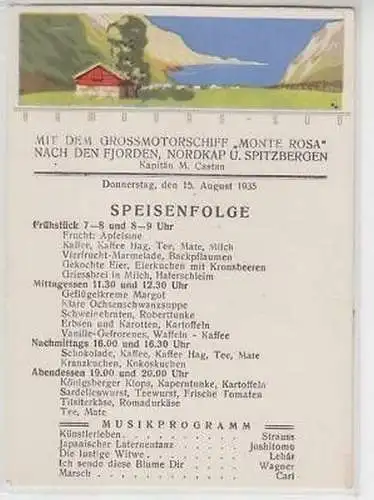 HAMBURG - SÜD
MIT DEM GROSSMOTORSCHIFF „MONTE ROSA"
NACH DEN FJORDEN, NORDKAP U. SPITZBERGEN
Kapitän M. Castan
Donnerstag, den 15. August 1935
SPEISENFOLGE
Frühstück 7—8 und 8—9 Uhr
Frucht: Apfelsine
Kaffee, Kaffee Hag, Tee, Mate, Milch
Vierfrucht-Marmelade, Backpflaumen
Gekochte Eier, Eierkuchen mit Kronsbeeren
Griessbrei in Milch, Haferschleim
Mittagessen 11.30 und 12.30 Uhr
Geflügelkreme Margot
Klare Ochsenschwanzsuppe
Schweinebraten, Roberttunke
Erbsen und Karotten, Kartoffeln
Vanille-Gefrorenes, Waffeln - Kaffee
Nachmittags 16.00 und 16.30 Uhr
Schokolade, Kaffee, Kaffee Hag, Tee, Mate
Kranzkuchen, Kokoskuchen
Abendessen 19.00 und 20.00 Uhr
Königsberger Klops, Kaperntunke, Kartoffeln
Sardelleswurst, Teewurst, Frische Tomaten
Tilsiterkäse, Romadurkäse
Tee, Mate
MUSIKPROGRAMM
Künstlerleben . . . . . . . . . . Strauss
Japanischer Laternentanz . . . . . Joshitomo
Die lustige Witwe . . . . . . . . Lehár
Ich sende diese Blume Dir . . . . Wagner
Marsch . . . . . . . . . . . . . Carl